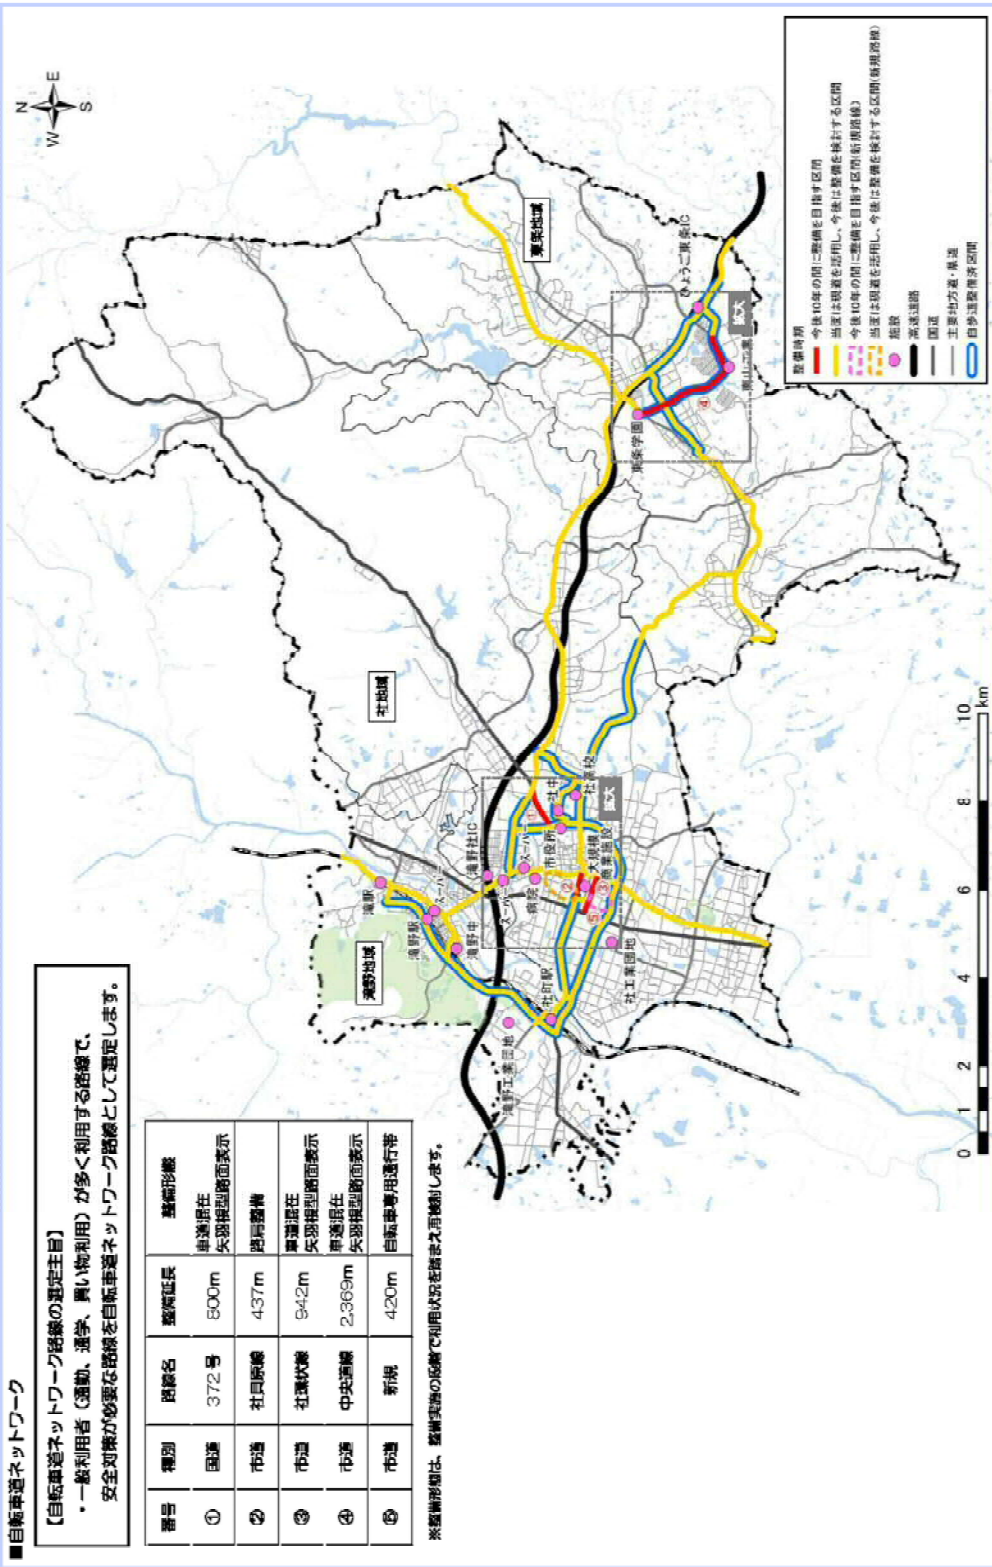 ■自転車道ネットワーク
【自転車道ネットワーク路線の選定主旨】
・一般利用者（通勤、通学、買い物利用）が多く利用する路線で、
安全対策が必要な路線を自転車道ネットワーク路線として選定します。
番号 種別 路線名 整備延長 整備形態
① 国道 372号 800m 車道混在
矢羽根型路面表示
② 市道 社貝原線 437m 路肩整備
③ 市道 社環状線 942m 車道混在
矢羽根型路面表示
④ 市道 中央道線 2,369m 車道混在
矢羽根型路面表示
⑤ 市道 新規 420m 自転車専用通行帯
※整備形態は、整備実施の段階で利用状況を踏まえ再検討します。
N
W E
S
滝野地域
社地域
東条地域
滝駅
スーパー
滝野駅
滝野中
滝野社IC
スーパー
スーパー
病院
市役所
社中
社高校
大規模
商業施設
拡大
①
②
③
⑤
社町駅
滝野工業団地
社工業団地
東条学園
ひょうご東条IC
南山工業
拡大
④
整備時期
今後10年の間に整備を目指す区間
当面は現道を活用し、今後は整備を検討する区間
今後10年の間に整備を目指す区間(新規路線)
当面は現道を活用し、今後は整備を検討する区間(新規路線)
施設
高速道路
国道
主要地方道・県道
自歩道整備済区間
0 1 2 4 6 8 10
km